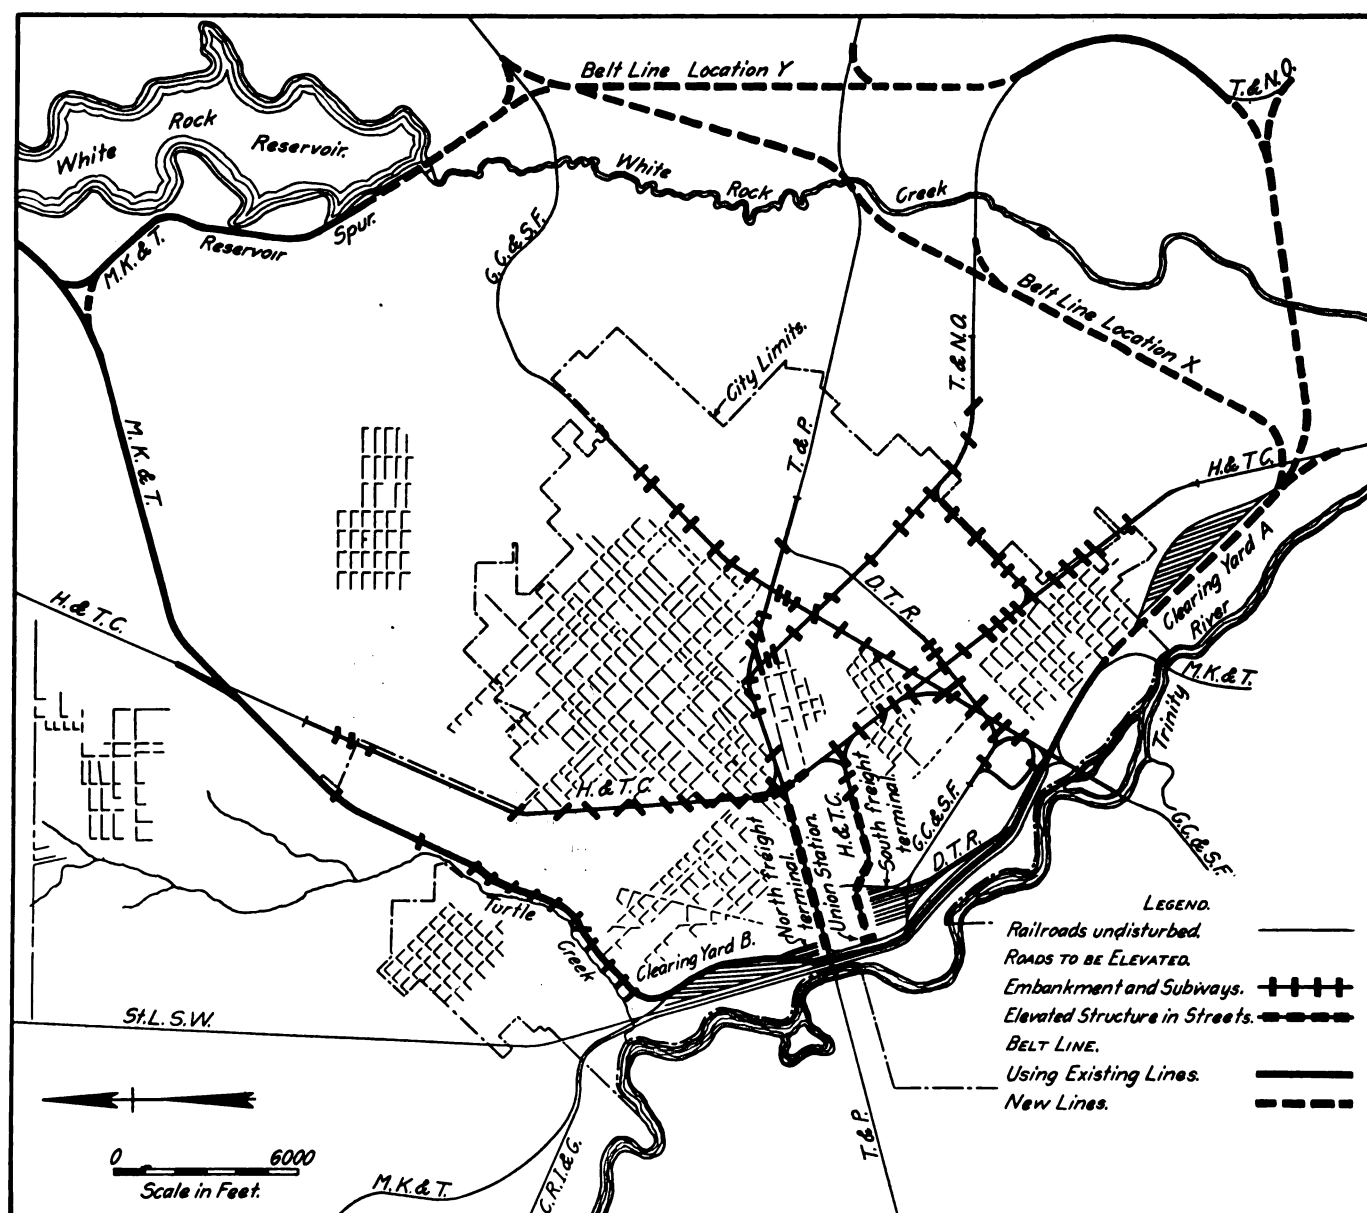 Belt Line Location Y
T. & N.O.
White Rock Reservoir.
White Rock Creek
M.K. & T. Reservoir Spur.
G.C. & S.F.
Belt Line Location X
City Limits.
T. & N.O.
T. & P.
M. K. & T.
H. & T. C.
Clearing Yard A
River
D. T. R.
H. & T. C.
M.K. & T.
Trinity
H. & T.C.
North freight
terminal.
Union Station.
H. & T.C.
South freight
terminal.
G.C. & S.F.
D.T.R.
G.C. & S.F.
Turtle
Creek
Clearing Yard B.
St. L. S.W.
LEGEND.
Railroads undisturbed.
ROADS TO BE ELEVATED.
Embankment and Subways.
Elevated Structure in Streets.
BELT LINE.
Using Existing Lines.
New Lines.
0 6000
Scale in Feet.
M.K. & T.
C.R.I. & G.
T. & P.